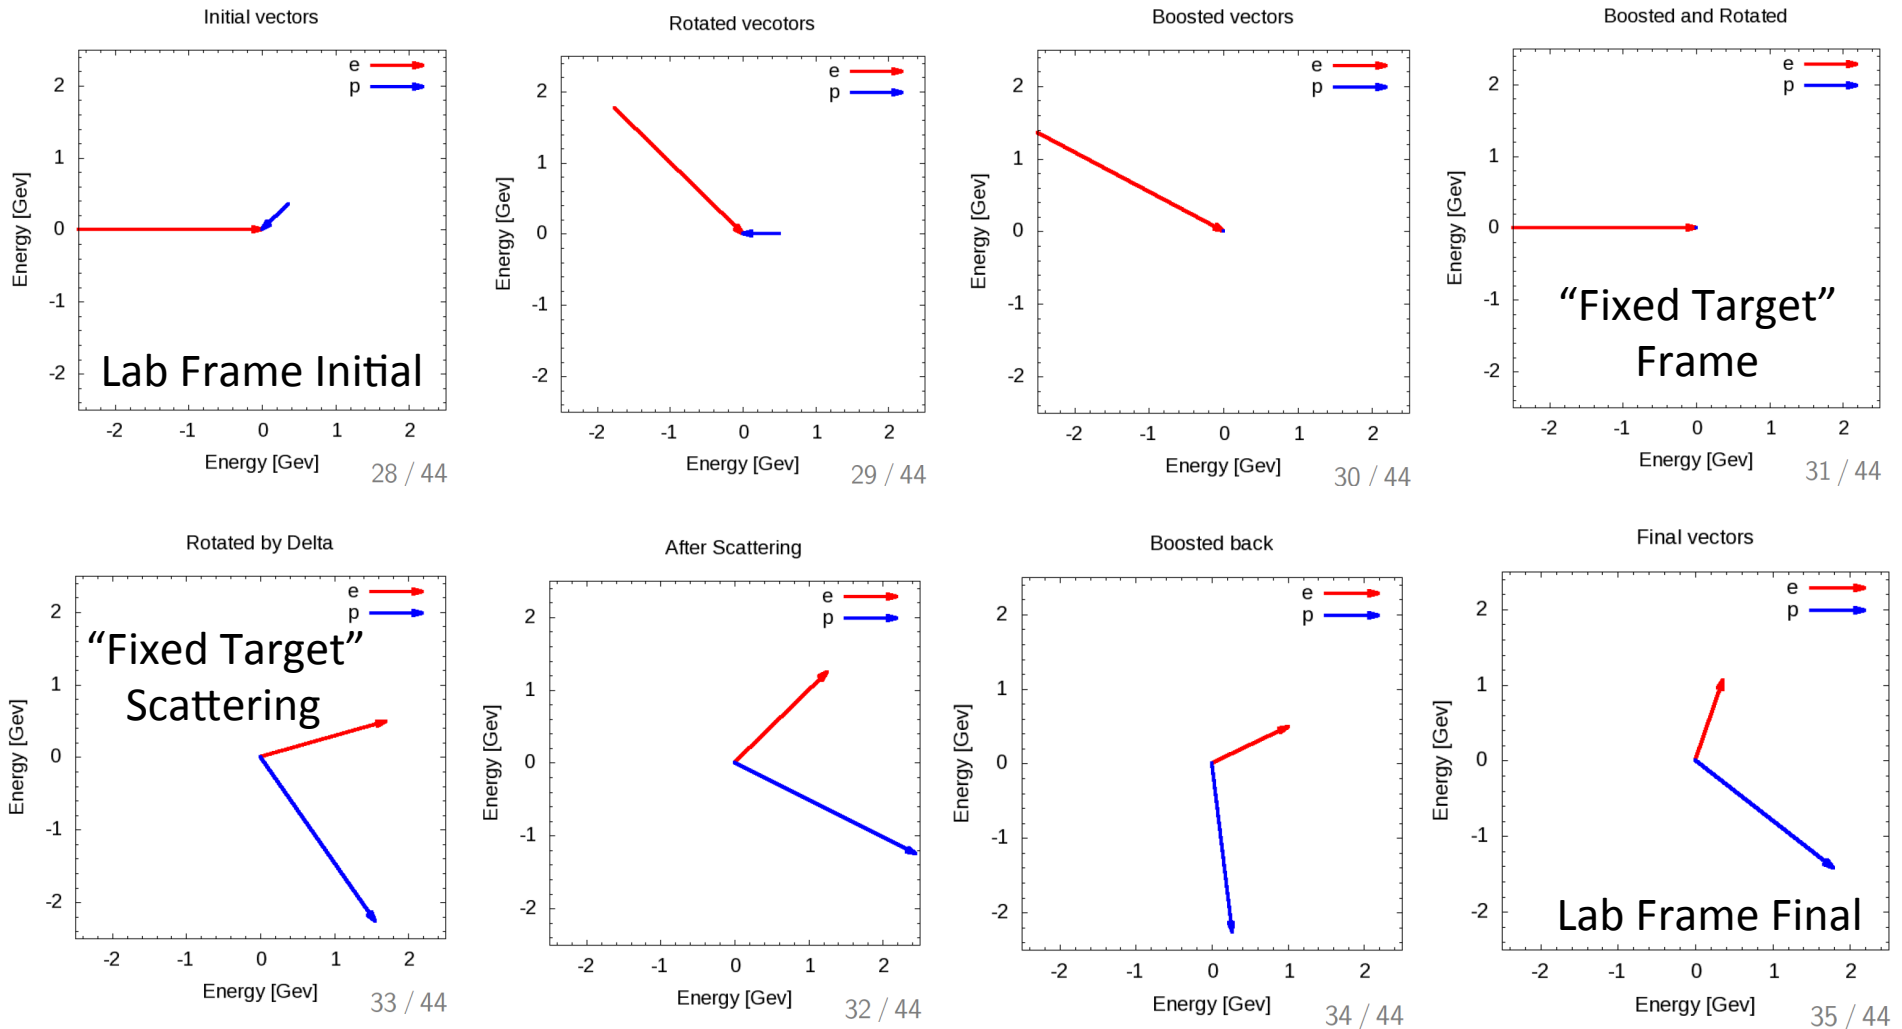 Initial vectors
e
p
2
1
0
-1
-2
Energy [Gev]
Lab Frame Initial
-2
-1
0
1
2
Energy [Gev]
28 / 44
Rotated vecotors
e
p
2
1
0
-1
-2
Energy [Gev]
-2
-1
0
1
2
Energy [Gev]
29 / 44
Boosted vectors
e
p
2
1
0
-1
-2
Energy [Gev]
-2
-1
0
1
2
Energy [Gev]
30 / 44
Boosted and Rotated
e
p
2
1
0
-1
-2
Energy [Gev]
“Fixed Target”
Frame
-2
-1
0
1
2
Energy [Gev]
31 / 44
Rotated by Delta
e
p
2
1
0
-1
-2
Energy [Gev]
“Fixed Target”
Scattering
-2
-1
0
1
2
Energy [Gev]
33 / 44
After Scattering
e
p
2
1
0
-1
-2
Energy [Gev]
-2
-1
0
1
2
Energy [Gev]
32 / 44
Boosted back
e
p
2
1
0
-1
-2
Energy [Gev]
-2
-1
0
1
2
Energy [Gev]
34 / 44
Final vectors
e
p
2
1
0
-1
-2
Energy [Gev]
Lab Frame Final
-2
-1
0
1
2
Energy [Gev]
35 / 44